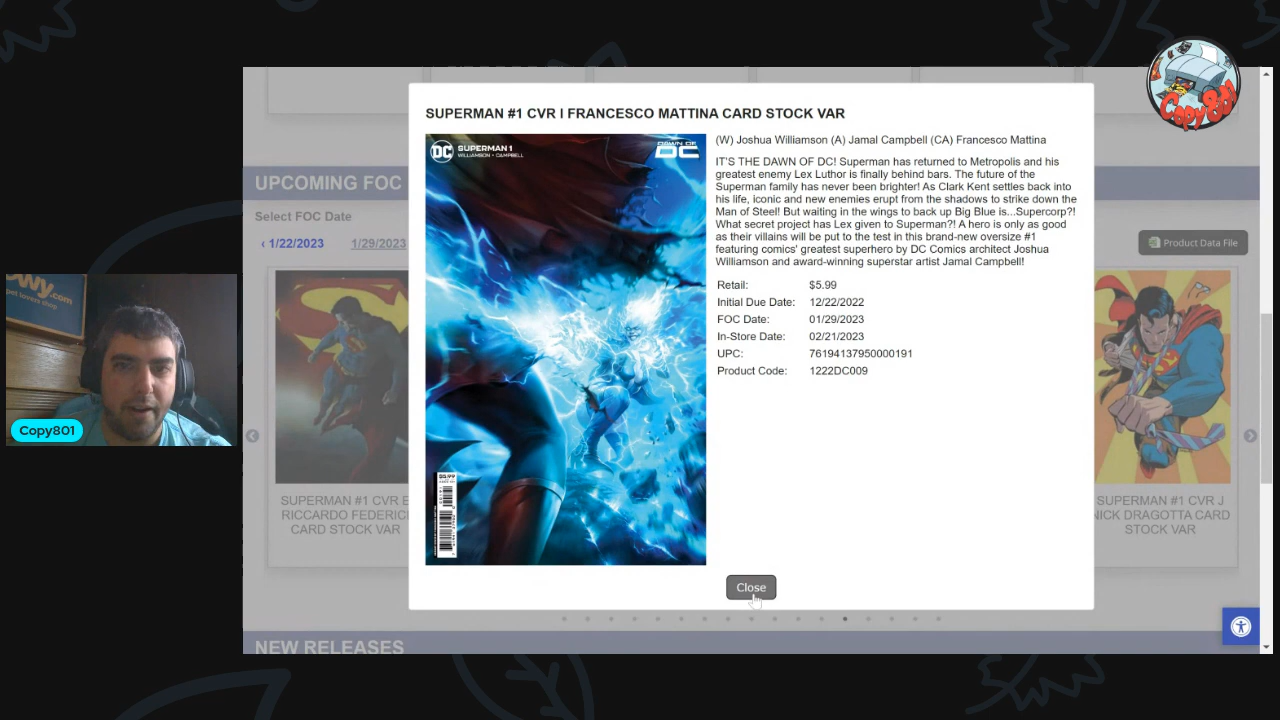 SUPERMAN #1 CVR I FRANCESCO MATTINA CARD STOCK VAR
DC SUPERMAN 1
WILLIAMSON • CAMPBELL
DAWN OF
DC
$5.99
(W) Joshua Williamson (A) Jamal Campbell (CA) Francesco Mattina
IT'S THE DAWN OF DC! Superman has returned to Metropolis and his
greatest enemy Lex Luthor is finally behind bars. The future of the
Superman family has never been brighter! As Clark Kent settles back into
his life, iconic and new enemies erupt from the shadows to strike down the
Man of Steel! But waiting in the wings to back up Big Blue is...Supercorp?!
What secret project has Lex given to Superman?! A hero is only as good
as their villains will be put to the test in this brand-new oversize #1
featuring comics' greatest superhero by DC Comics architect Joshua
Williamson and award-winning superstar artist Jamal Campbell!
Retail: $5.99
Initial Due Date: 12/22/2022
FOC Date: 01/29/2023
In-Store Date: 02/21/2023
UPC: 76194137950000191
Product Code: 1222DC009
Close
UPCOMING FOC
Select FOC Date
‹ 1/22/2023 1/29/2023
Product Data File
SUPERMAN #1 CVR E
RICCARDO FEDERICI
CARD STOCK VAR
SUPERMAN #1 CVR J
NICK DRAGOTTA CARD
STOCK VAR
NEW RELEASES
Copy801
Copy801
wy.com
pet lovers shop